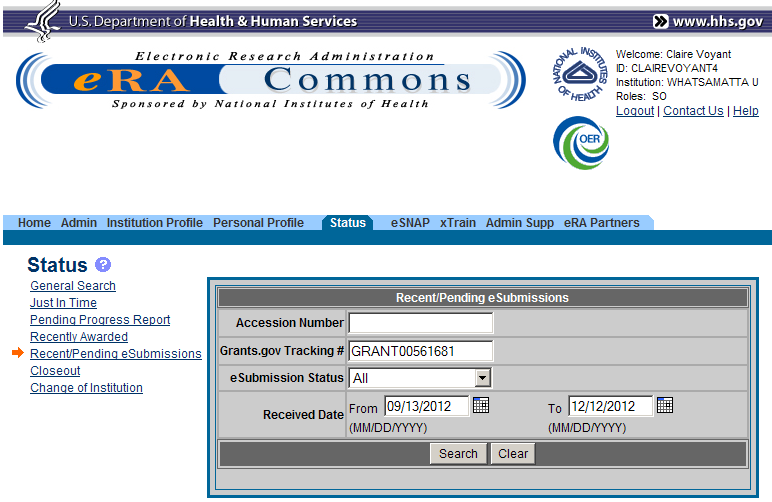 U.S. Department of Health & Human Services
www.hhs.gov
Electronic Research Administration
eRA Commons
Sponsored by National Institutes of Health
NATIONAL INSTITUTES OF HEALTH
OER
Welcome: Claire Voyant
ID: CLAIREVOYANT4
Institution: WHATSAMATTA U
Roles: SO
Logout | Contact Us | Help
Home Admin Institution Profile Personal Profile Status eSNAP xTrain Admin Supp eRA Partners
Status ?
General Search
Just In Time
Pending Progress Report
Recently Awarded
Recent/Pending eSubmissions
Closeout
Change of Institution
Recent/Pending eSubmissions
Accession Number
Grants.gov Tracking # GRANT00561681
eSubmission Status All
Received Date From 09/13/2012 To 12/12/2012
(MM/DD/YYYY) (MM/DD/YYYY)
Search Clear